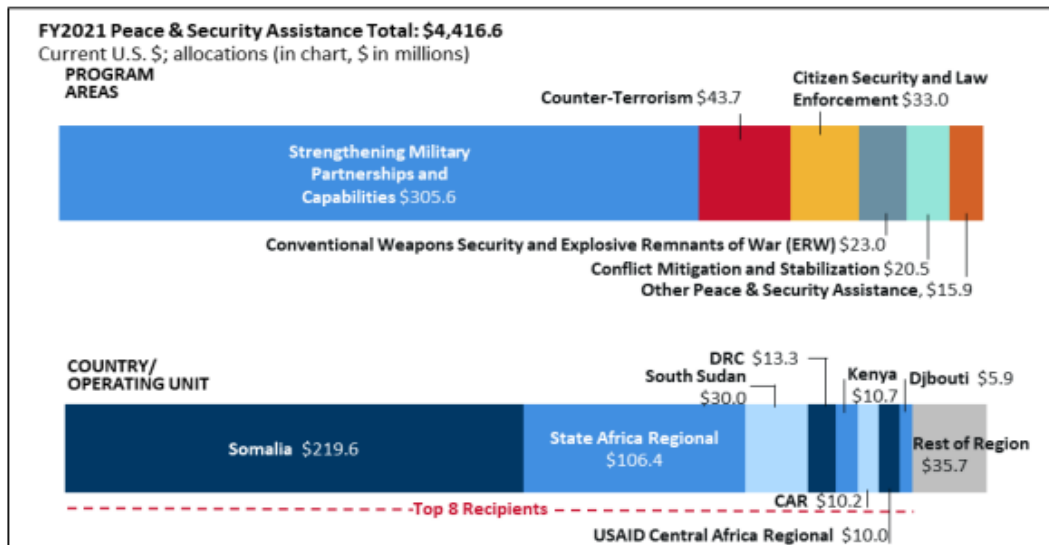 FY2021 Peace & Security Assistance Total: $4,416.6
Current U.S. $; allocations (in chart, $ in millions)
PROGRAM
AREAS
Counter-Terrorism $43.7
Citizen Security and Law
Enforcement $33.0
Strengthening Military
Partnerships and
Capabilities $305.6
Conventional Weapons Security and Explosive Remnants of War (ERW) $23.0
Conflict Mitigation and Stabilization $20.5
Other Peace & Security Assistance, $15.9
COUNTRY/
OPERATING UNIT
DRC $13.3
South Sudan
$30.0
Kenya
$10.7
Djbouti $5.9
Somalia $219.6
State Africa Regional
$106.4
Rest of Region
$35.7
CAR $10.2
Top 8 Recipients
USAID Central Africa Regional $10.0